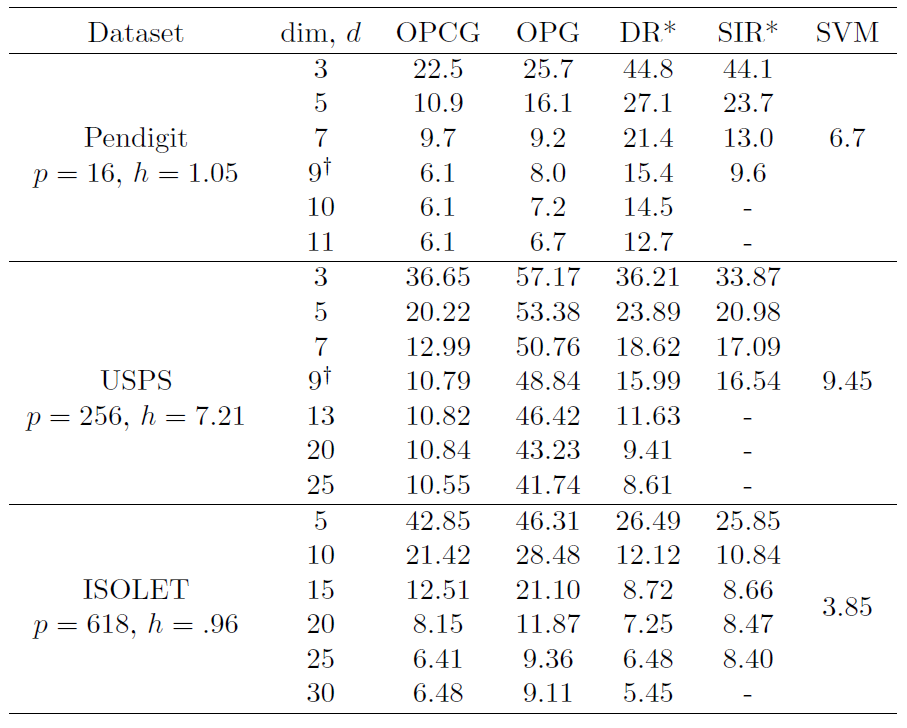 Dataset dim, d OPCG OPG DR* SIR* SVM
3 22.5 25.7 44.8 44.1
5 10.9 16.1 27.1 23.7
Pendigit 7 9.7 9.2 21.4 13.0 6.7
p = 16, h = 1.05 9† 6.1 8.0 15.4 9.6
10 6.1 7.2 14.5 -
11 6.1 6.7 12.7 -
3 36.65 57.17 36.21 33.87
5 20.22 53.38 23.89 20.98
7 12.99 50.76 18.62 17.09
USPS 9† 10.79 48.84 15.99 16.54 9.45
p = 256, h = 7.21 13 10.82 46.42 11.63 -
20 10.84 43.23 9.41 -
25 10.55 41.74 8.61 -
5 42.85 46.31 26.49 25.85
10 21.42 28.48 12.12 10.84
ISOLET 15 12.51 21.10 8.72 8.66
3.85
p = 618, h = .96 20 8.15 11.87 7.25 8.47
25 6.41 9.36 6.48 8.40
30 6.48 9.11 5.45 -